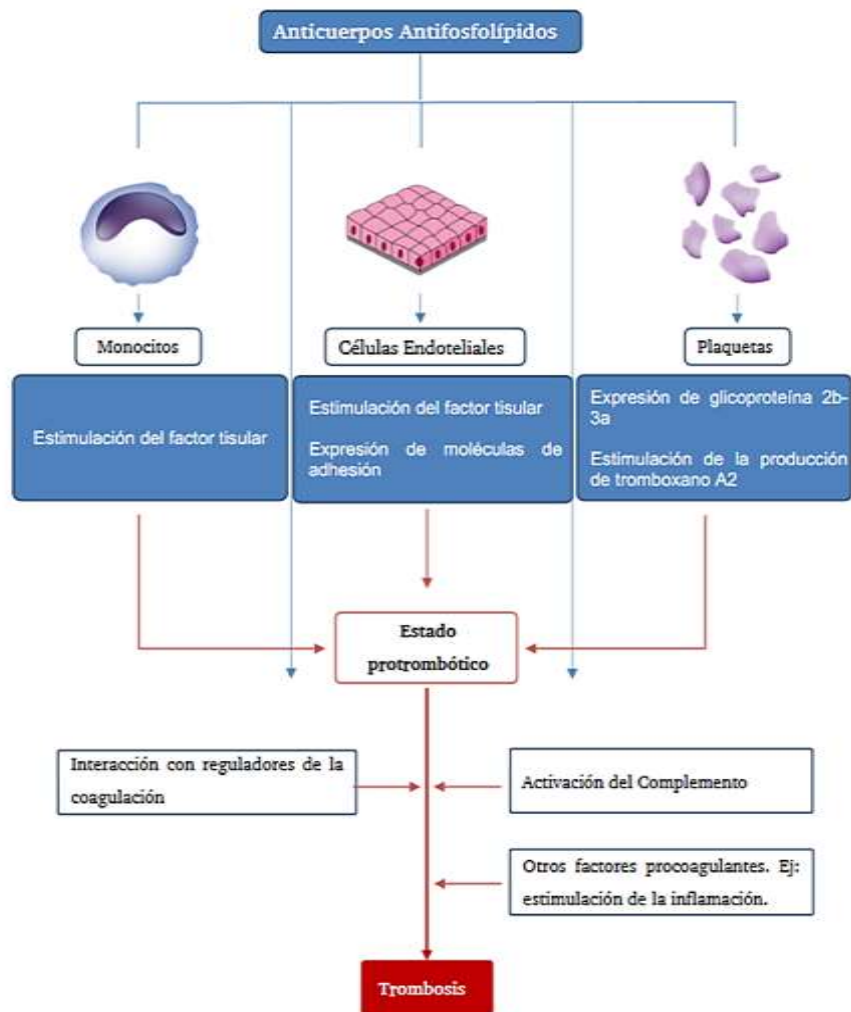 Anticuerpos Antifosfolípidos
Monocitos
Células Endoteliales
Plaquetas
Estimulación del factor tisular
Estimulación del factor tisular
Expresión de moléculas de
adhesión
Expresión de glicoproteína 2b-
3a
Estimulación de la producción
de tromboxano A2
Estado
protrombótico
Interacción con reguladores de la
coagulación
Activación del Complemento
Otros factores procoagulantes. Ej:
estimulación de la inflamación.
Trombosis